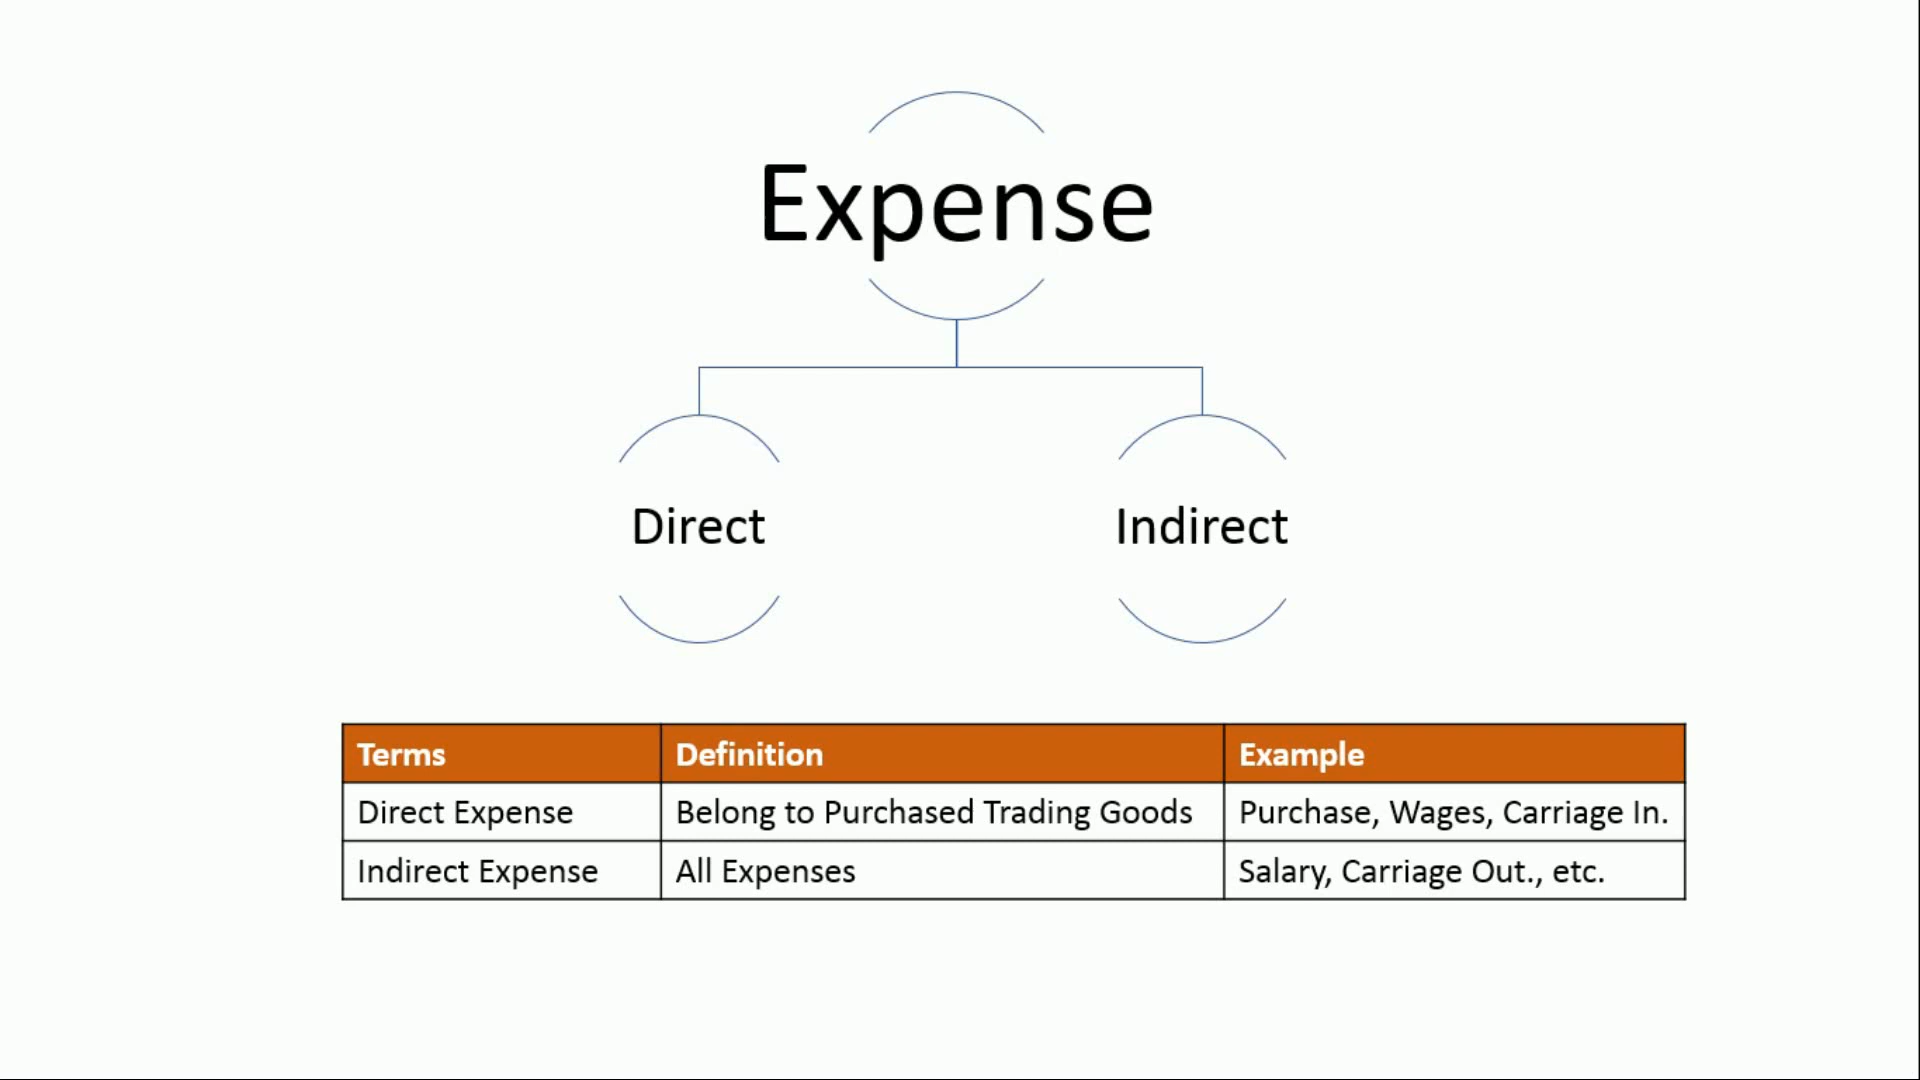 Expense
Direct
Indirect
Terms Definition Example
Direct Expense Belong to Purchased Trading Goods Purchase, Wages, Carriage In.
Indirect Expense All Expenses Salary, Carriage Out., etc.